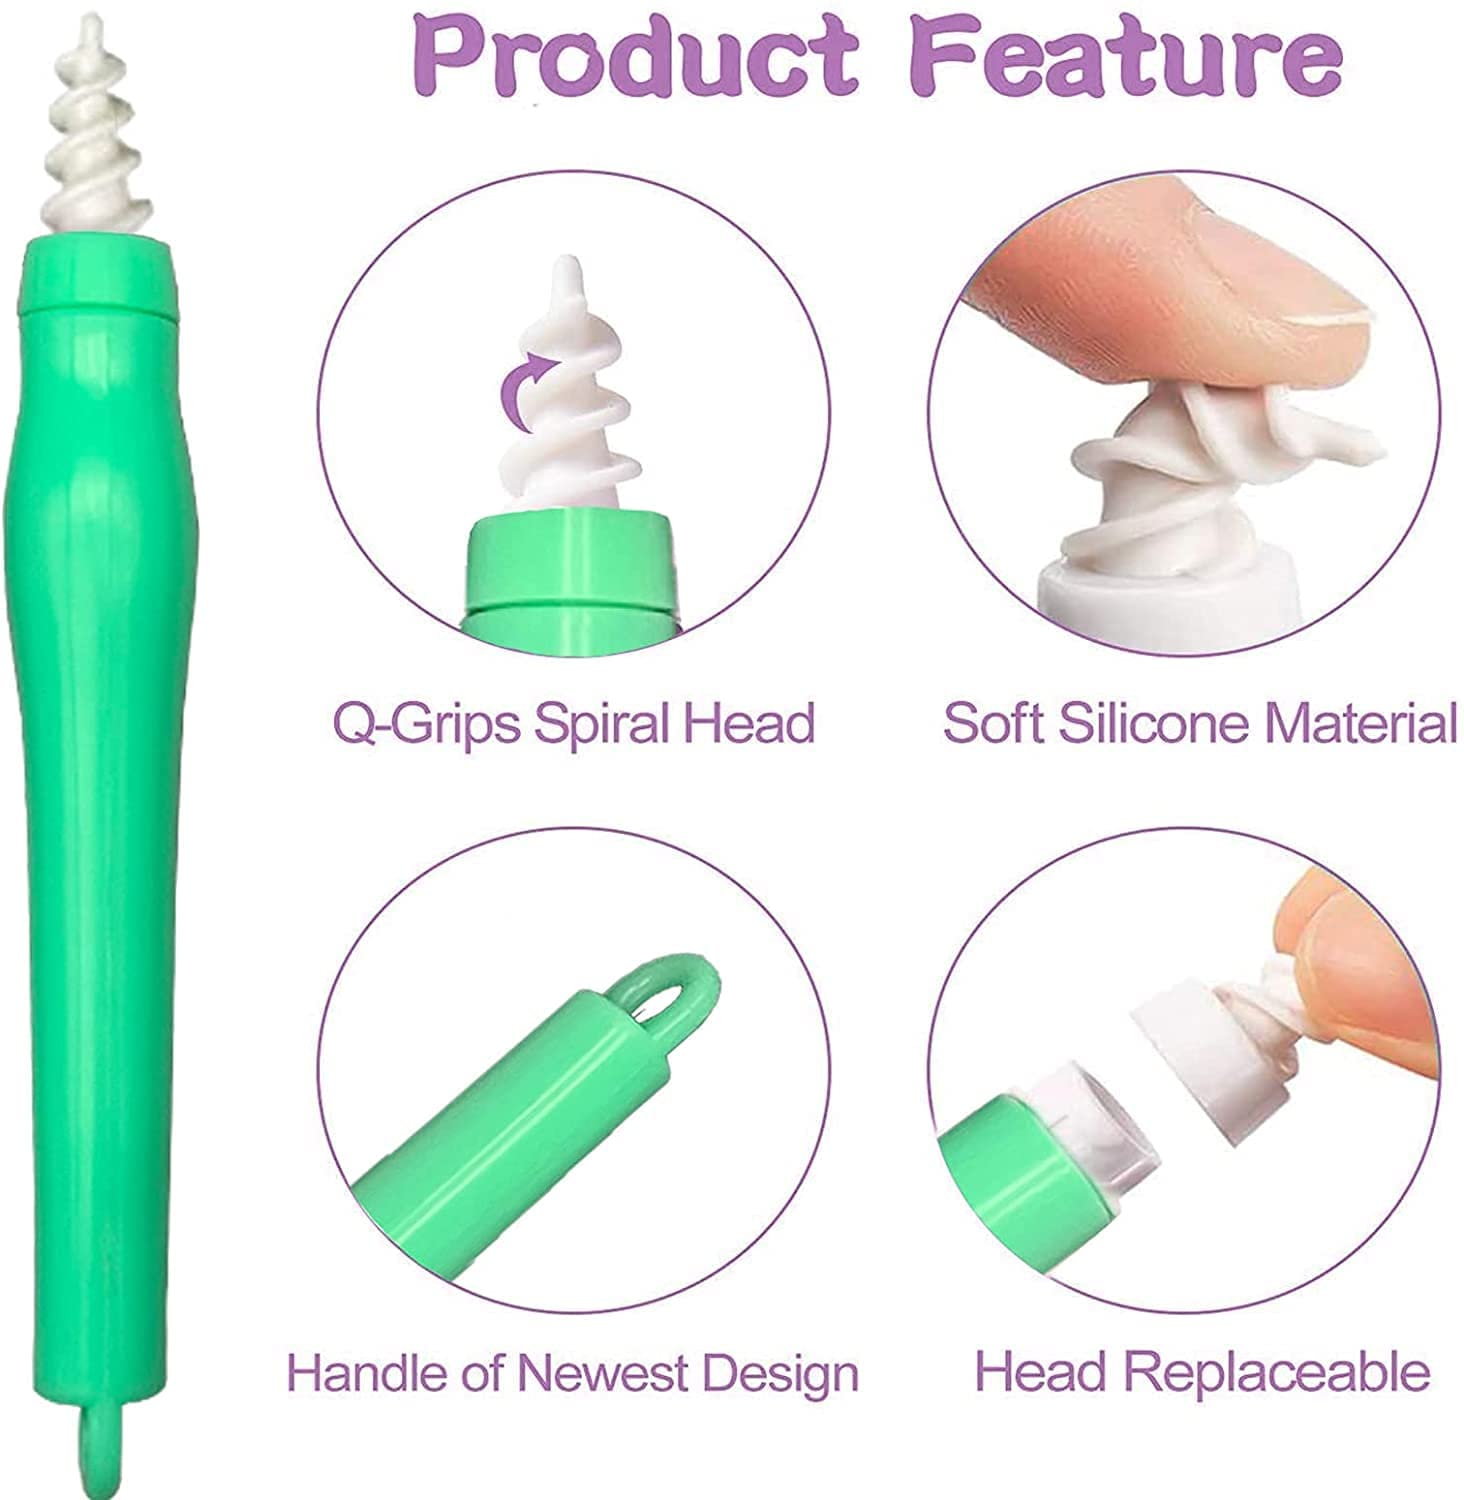 Product Feature
Q-Grips Spiral Head
Soft Silicone Material
Handle of Newest Design
Head Replaceable